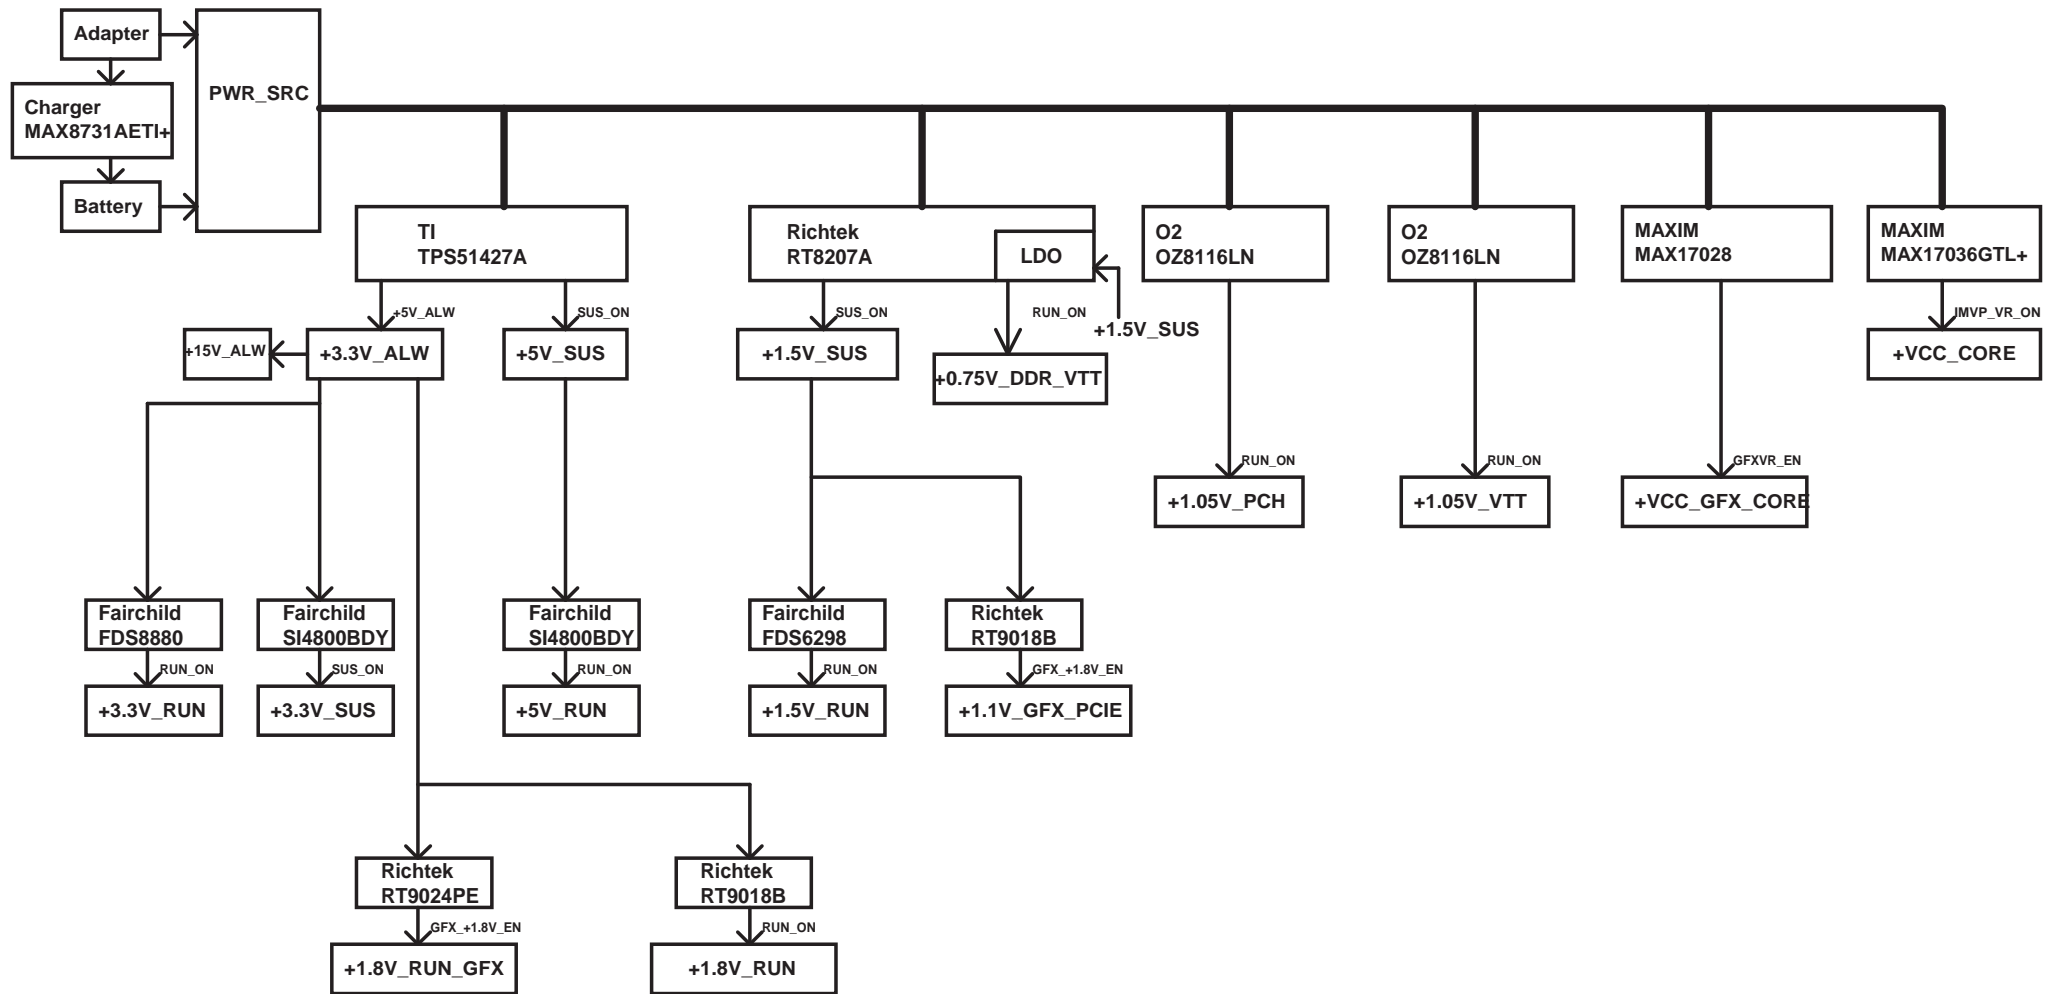 Adapter
PWR_SRC
Charger
MAX8731AETI+
Battery
TI
TPS51427A
Richtek
RT8207A
LDO
O2
OZ8116LN
O2
OZ8116LN
MAXIM
MAX17028
MAXIM
MAX17036GTL+
+5V_ALW
SUS_ON
SUS_ON
RUN_ON
+1.5V_SUS
IMVP_VR_ON
+15V_ALW
+3.3V_ALW
+5V_SUS
+1.5V_SUS
+0.75V_DDR_VTT
+VCC_CORE
RUN_ON
RUN_ON
GFXVR_EN
+1.05V_PCH
+1.05V_VTT
+VCC_GFX_CORE
Fairchild
FDS8880
Fairchild
SI4800BDY
Fairchild
SI4800BDY
Fairchild
FDS6298
Richtek
RT9018B
RUN_ON
SUS_ON
RUN_ON
RUN_ON
GFX_+1.8V_EN
+3.3V_RUN
+3.3V_SUS
+5V_RUN
+1.5V_RUN
+1.1V_GFX_PCIE
Richtek
RT9024PE
Richtek
RT9018B
GFX_+1.8V_EN
RUN_ON
+1.8V_RUN_GFX
+1.8V_RUN